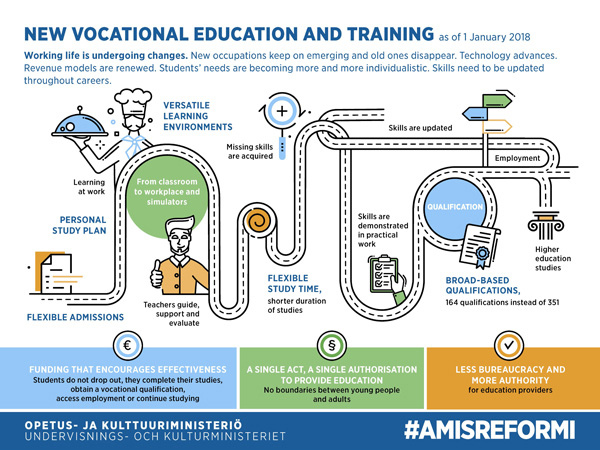 NEW VOCATIONAL EDUCATION AND TRAINING as of 1 January 2018
Working life is undergoing changes. New occupations keep on emerging and old ones disappear. Technology advances.
Revenue models are renewed. Students' needs are becoming more and more individualistic. Skills need to be updated
throughout careers.
VERSATILE
LEARNING
ENVIRONMENTS
Learning
at work
From classroom
to workplace and
simulators
PERSONAL
STUDY PLAN
FLEXIBLE ADMISSIONS
Teachers guide,
support and
evaluate
Missing skills
are acquired
FLEXIBLE
STUDY TIME,
shorter duration
of studies
Skills are updated
Employment
Skills are
demonstrated
in practical
work
QUALIFICATION
Higher
education
studies
BROAD-BASED
QUALIFICATIONS,
164 qualifications instead of 351
€
FUNDING THAT ENCOURAGES EFFECTIVENESS
Students do not drop out, they complete their studies,
obtain a vocational qualification,
access employment or continue studying
§
A SINGLE ACT, A SINGLE AUTHORISATION
TO PROVIDE EDUCATION
No boundaries between young people
and adults
LESS BUREAUCRACY AND
MORE AUTHORITY
for education providers
OPETUS- JA KULTTUURIMINISTERIÖ
UNDERVISNINGS- OCH KULTURMINISTERIET
#AMISREFORMI